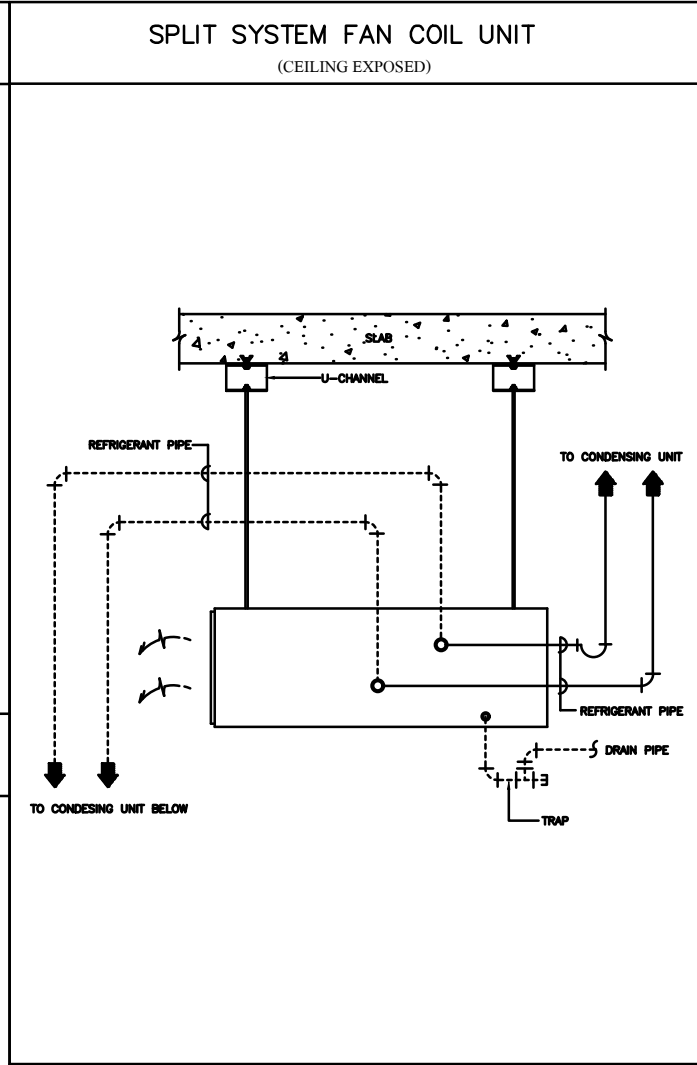 SPLIT SYSTEM FAN COIL UNIT
(CEILING EXPOSED)
SLAB
U-CHANNEL
REFRIGERANT PIPE
TO CONDENSING UNIT
REFRIGERANT PIPE
DRAIN PIPE
TO CONDESING UNIT BELOW
TRAP